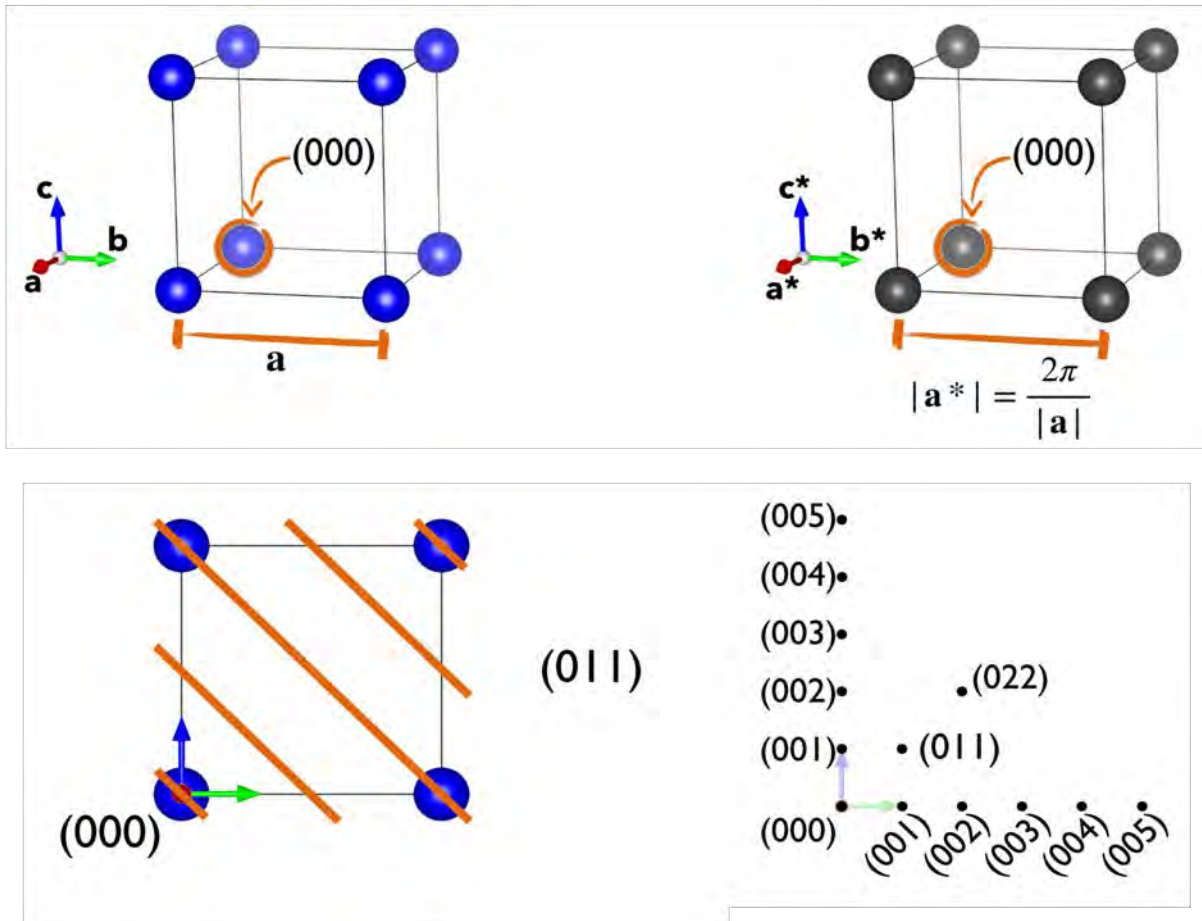 (000)
c
b
a
a
(000)
c*
b*
a*
|a*| = 2π / |a|
(000)
(011)
(005)
(004)
(003)
(002)
(001)
(000)
(022)
(011)
(001)
(002)
(003)
(004)
(005)